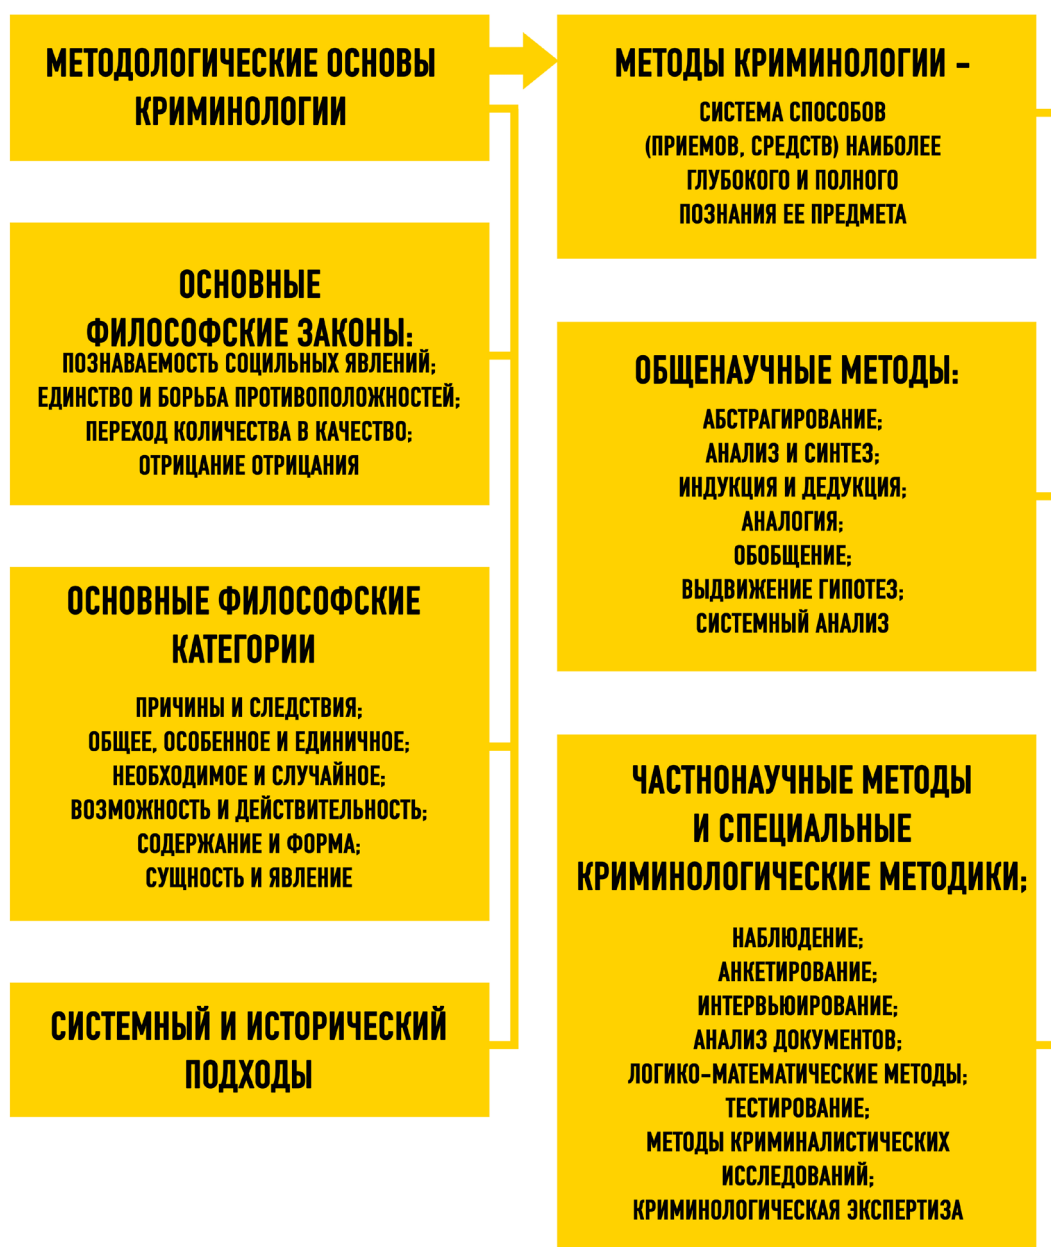 МЕТОДОЛОГИЧЕСКИЕ ОСНОВЫ
КРИМИНОЛОГИИ
ОСНОВНЫЕ
ФИЛОСОФСКИЕ ЗАКОНЫ:
ПОЗНАВАЕМОСТЬ СОЦИЛЬНЫХ ЯВЛЕНИЙ;
ЕДИНСТВО И БОРЬБА ПРОТИВОПОЛОЖНОСТЕЙ;
ПЕРЕХОД КОЛИЧЕСТВА В КАЧЕСТВО;
ОТРИЦАНИЕ ОТРИЦАНИЯ
ОСНОВНЫЕ ФИЛОСОФСКИЕ
КАТЕГОРИИ
ПРИЧИНЫ И СЛЕДСТВИЯ;
ОБЩЕЕ, ОСОБЕННОЕ И ЕДИНИЧНОЕ;
НЕОБХОДИМОЕ И СЛУЧАЙНОЕ;
ВОЗМОЖНОСТЬ И ДЕЙСТВИТЕЛЬНОСТЬ;
СОДЕРЖАНИЕ И ФОРМА;
СУЩНОСТЬ И ЯВЛЕНИЕ
СИСТЕМНЫЙ И ИСТОРИЧЕСКИЙ
ПОДХОДЫ
МЕТОДЫ КРИМИНОЛОГИИ –
СИСТЕМА СПОСОБОВ
(ПРИЕМОВ, СРЕДСТВ) НАИБОЛЕЕ
ГЛУБОКОГО И ПОЛНОГО
ПОЗНАНИЯ ЕЕ ПРЕДМЕТА
ОБЩЕНАУЧНЫЕ МЕТОДЫ:
АБСТРАГИРОВАНИЕ;
АНАЛИЗ И СИНТЕЗ;
ИНДУКЦИЯ И ДЕДУКЦИЯ;
АНАЛОГИЯ;
ОБОБЩЕНИЕ;
ВЫДВИЖЕНИЕ ГИПОТЕЗ;
СИСТЕМНЫЙ АНАЛИЗ
ЧАСТНОНАУЧНЫЕ МЕТОДЫ
И СПЕЦИАЛЬНЫЕ
КРИМИНОЛОГИЧЕСКИЕ МЕТОДИКИ;
НАБЛЮДЕНИЕ;
АНКЕТИРОВАНИЕ;
ИНТЕРВЬЮИРОВАНИЕ;
АНАЛИЗ ДОКУМЕНТОВ;
ЛОГИКО-МАТЕМАТИЧЕСКИЕ МЕТОДЫ;
ТЕСТИРОВАНИЕ;
МЕТОДЫ КРИМИНАЛИСТИЧЕСКИХ
ИССЛЕДОВАНИЙ;
КРИМИНОЛОГИЧЕСКАЯ ЭКСПЕРТИЗА